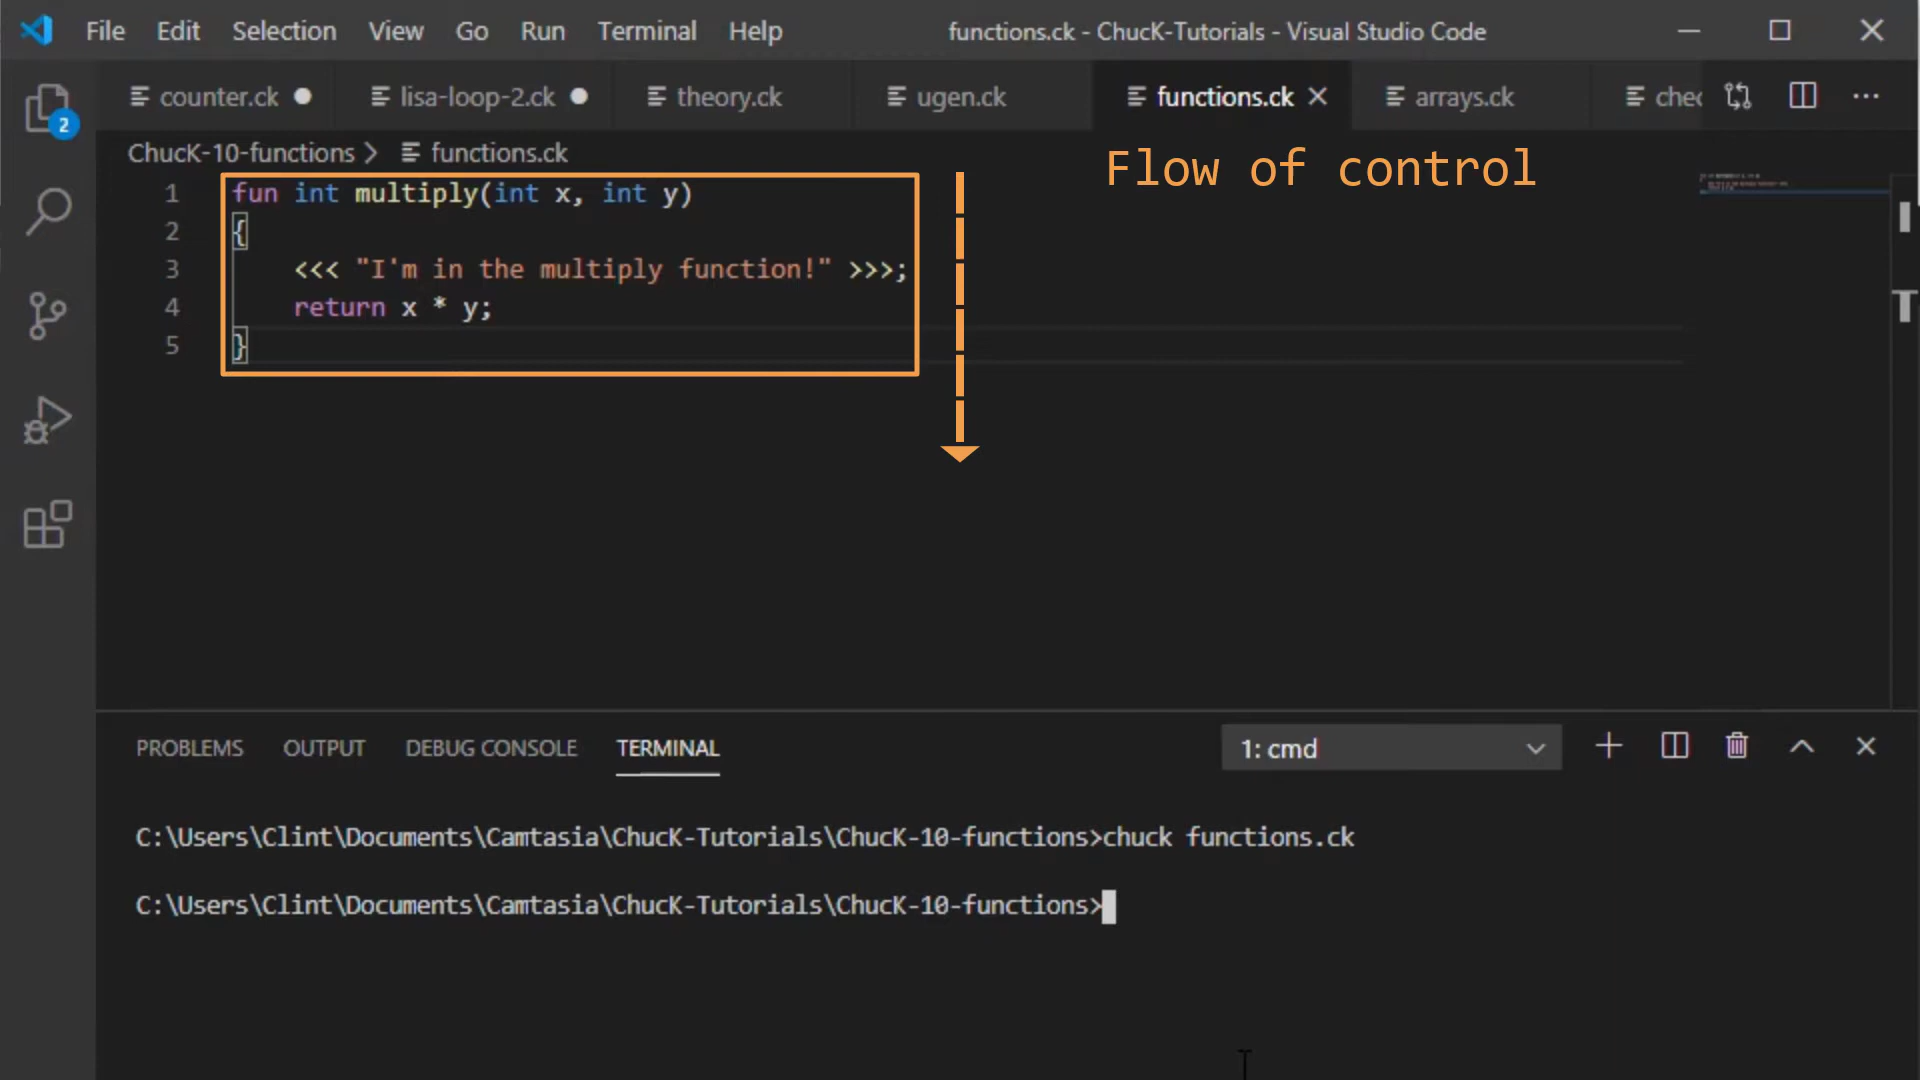 File Edit Selection View Go Run Terminal Help functions.ck - ChucK-Tutorials - Visual Studio Code
counter.ck lisa-loop-2.ck theory.ck ugen.ck functions.ck arrays.ck chec
2
ChucK-10-functions > functions.ck
Flow of control
1 fun int multiply(int x, int y)
2 {
3 <<< "I'm in the multiply function!" >>>;
4 return x * y;
5 }
PROBLEMS OUTPUT DEBUG CONSOLE TERMINAL 1: cmd
C:\Users\Clint\Documents\Camtasia\ChucK-Tutorials\ChucK-10-functions>chuck functions.ck
C:\Users\Clint\Documents\Camtasia\ChucK-Tutorials\ChucK-10-functions>